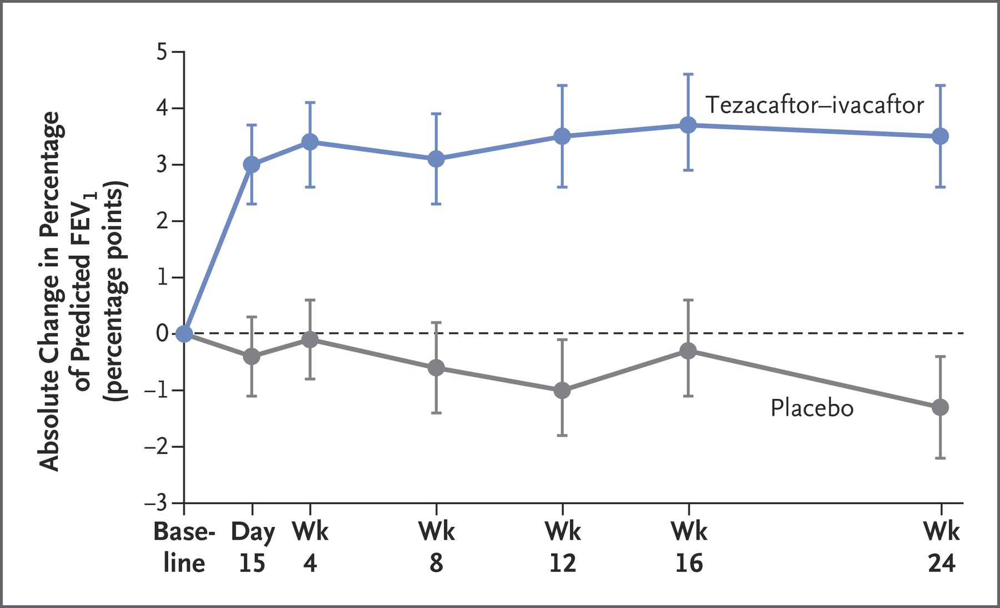 Absolute Change in Percentage
of Predicted FEV1
(percentage points)
5
4
3
2
1
0
–1
–2
–3
Tezacaftor–ivacaftor
Placebo
Base-
line
Day
15
Wk
4
Wk
8
Wk
12
Wk
16
Wk
24